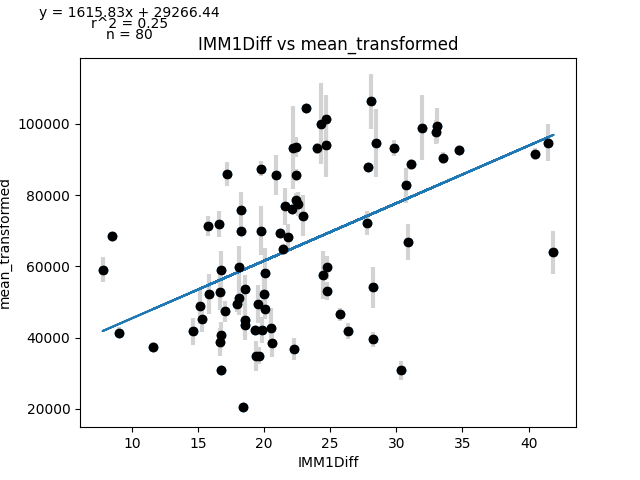 y = 1615.83x + 29266.44
r^2 = 0.25
n = 80
IMM1Diff vs mean_transformed
mean_transformed
100000
80000
60000
40000
20000
10 15 20 25 30 35 40
IMM1Diff